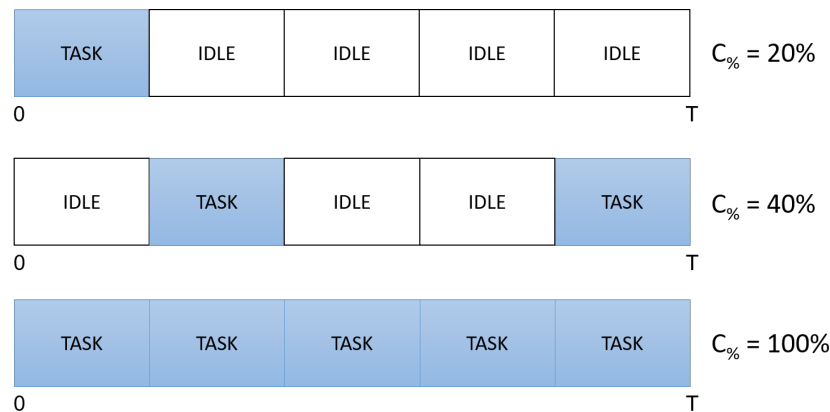 TASK IDLE IDLE IDLE IDLE C% = 20%
0 T
IDLE TASK IDLE IDLE TASK C% = 40%
0 T
TASK TASK TASK TASK TASK C% = 100%
0 T